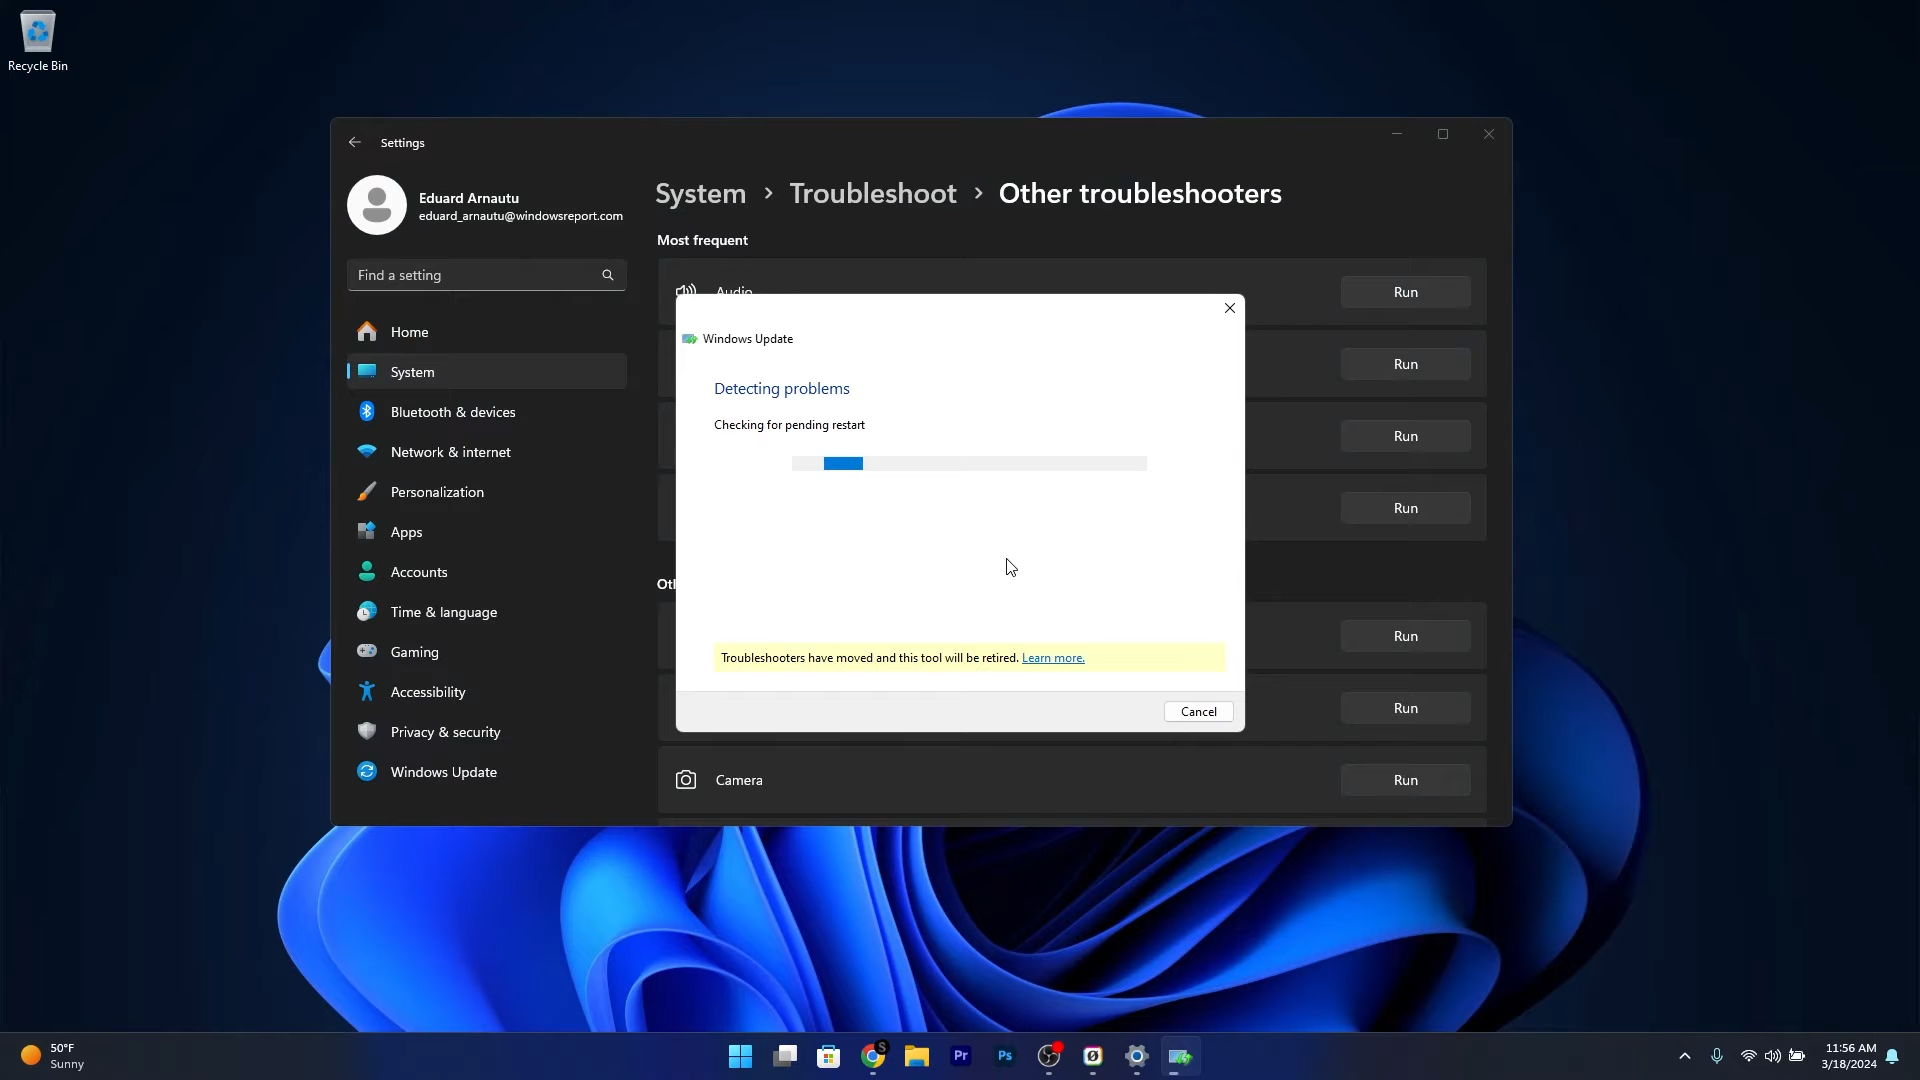 Recycle Bin
Settings
Eduard Arnautu
eduard_arnautu@windowsreport.com
Find a setting
Home
System
Bluetooth & devices
Network & internet
Personalization
Apps
Accounts
Time & language
Gaming
Accessibility
Privacy & security
Windows Update
System > Troubleshoot > Other troubleshooters
Most frequent
Audio
Run
Run
Run
Run
Run
Run
Camera
Run
Windows Update
Detecting problems
Checking for pending restart
Troubleshooters have moved and this tool will be retired. Learn more.
Cancel
50°F
Sunny
S
Pr
Ps
11:56 AM
3/18/2024